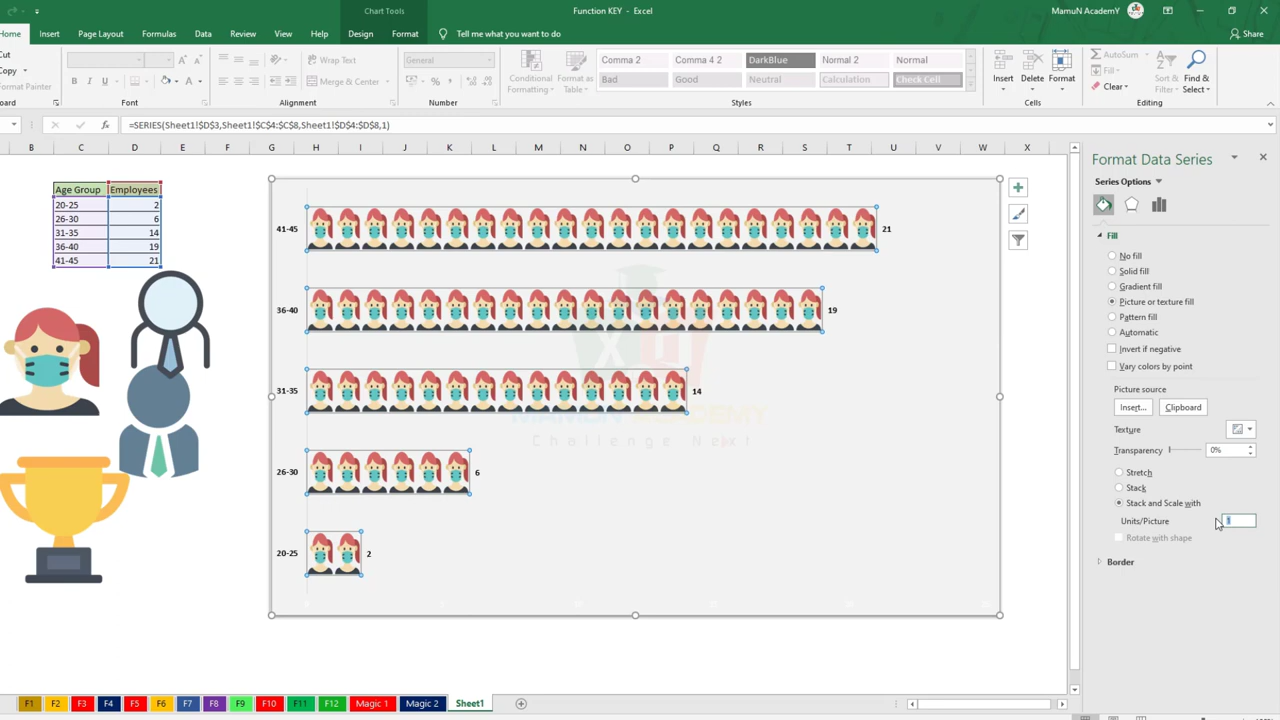 Chart Tools
Function KEY - Excel
MamuN AcademY
Home Insert Page Layout Formulas Data Review View Help Design Format Tell me what you want to do Share
Cut
Copy
Format Painter
B I U
General
Wrap Text
Merge & Center
Conditional Formatting
Format as Table
Comma 2 Comma 4 2 DarkBlue Normal 2 Normal
Bad Good Neutral Calculation Check Cell
Insert Delete Format
AutoSum
Fill
Clear
Sort & Filter
Find & Select
Font Alignment Number Styles Cells Editing
fx =SERIES(Sheet1!$D$3,Sheet1!$C$4:$C$8,Sheet1!$D$4:$D$8,1)
B C D E F G H I J K L M N O P Q R S T U V W X
Age Group Employees
20-25 2
26-30 6
31-35 14
36-40 19
41-45 21
41-45 21
36-40 19
31-35 14
26-30 6
20-25 2
MAMUN ACADEMY
Challenge Next
Format Data Series
Series Options
Fill
No fill
Solid fill
Gradient fill
Picture or texture fill
Pattern fill
Automatic
Invert if negative
Vary colors by point
Picture source
Insert... Clipboard
Texture
Transparency 0%
Stretch
Stack
Stack and Scale with
Units/Picture 1
Rotate with shape
Border
F1 F2 F3 F4 F5 F6 F7 F8 F9 F10 F11 F12 Magic 1 Magic 2 Sheet1